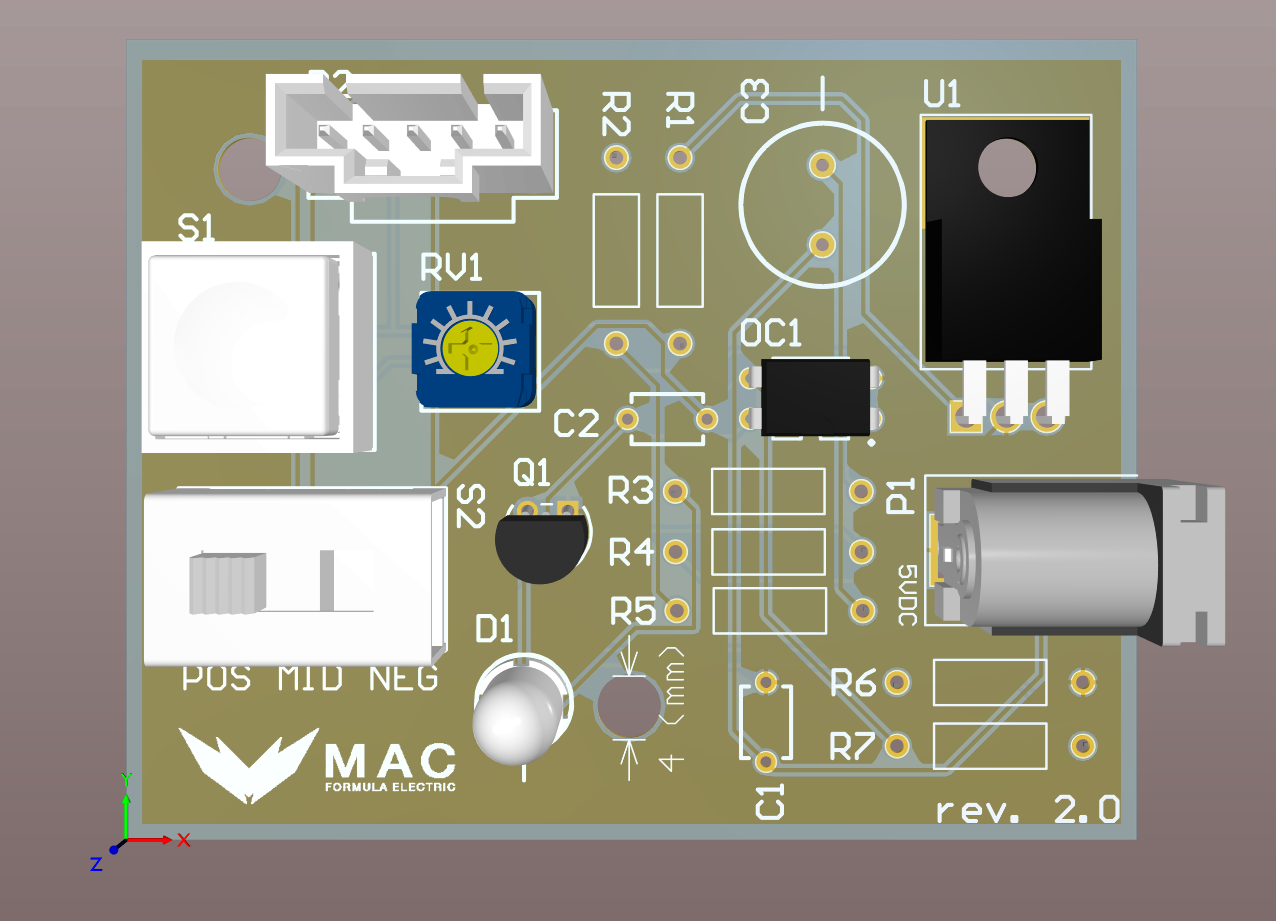 P2
R2
R1
C3
U1
S1
RV1
OC1
C2
Q1
S2
R3
P1
R4
5VDC
R5
D1
4 (mm)
POS MID NEG
R6
R7
MAC
FORMULA ELECTRIC
C1
rev. 2.0
Y
X
Z